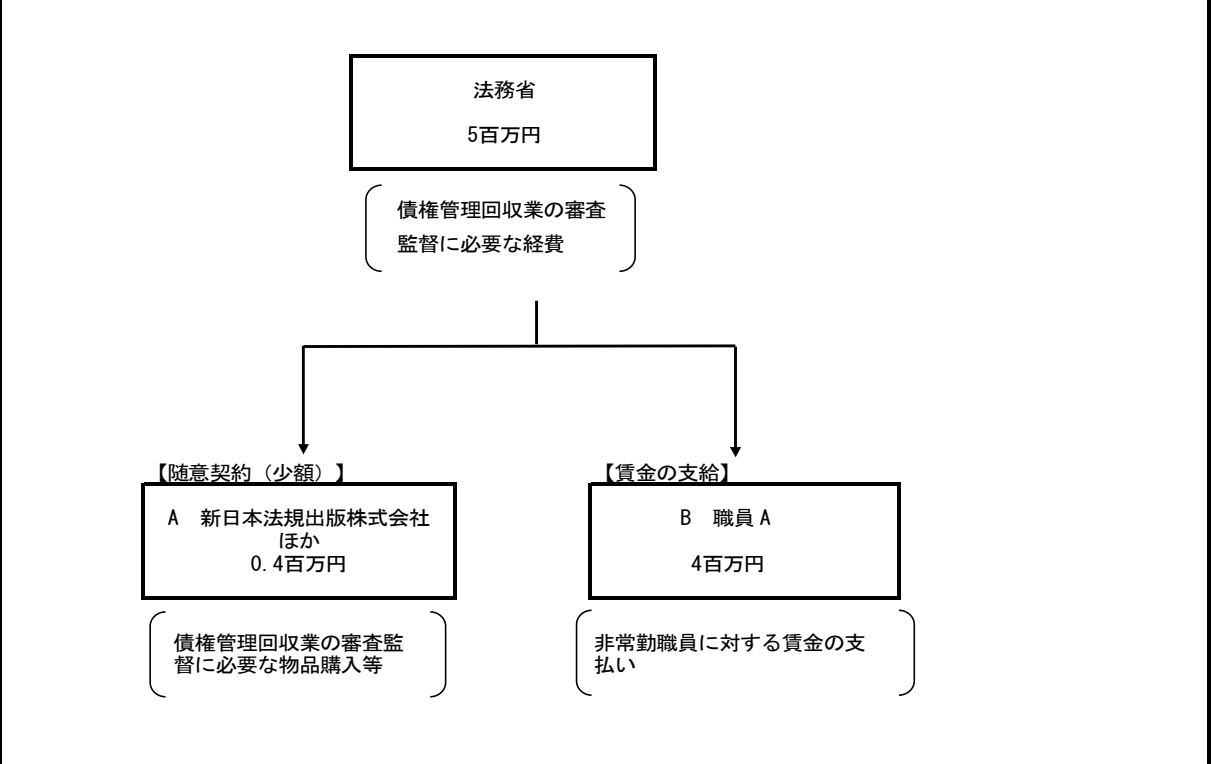 法務省
5百万円
債権管理回収業の審査
監督に必要な経費
【随意契約（少額）】
A　新日本法規出版株式会社
ほか
0.4百万円
債権管理回収業の審査監
督に必要な物品購入等
【賃金の支給】
B　職員A
4百万円
非常勤職員に対する賃金の支
払い